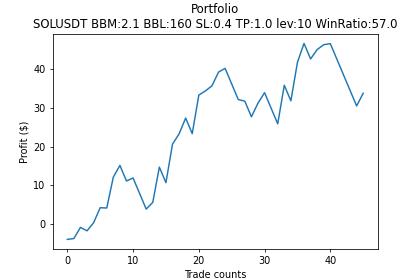 Portfolio
SOLUSDT BBM:2.1 BBL:160 SL:0.4 TP:1.0 lev:10 WinRatio:57.0
Profit ($)
40
30
20
10
0
0
10
20
30
40
Trade counts